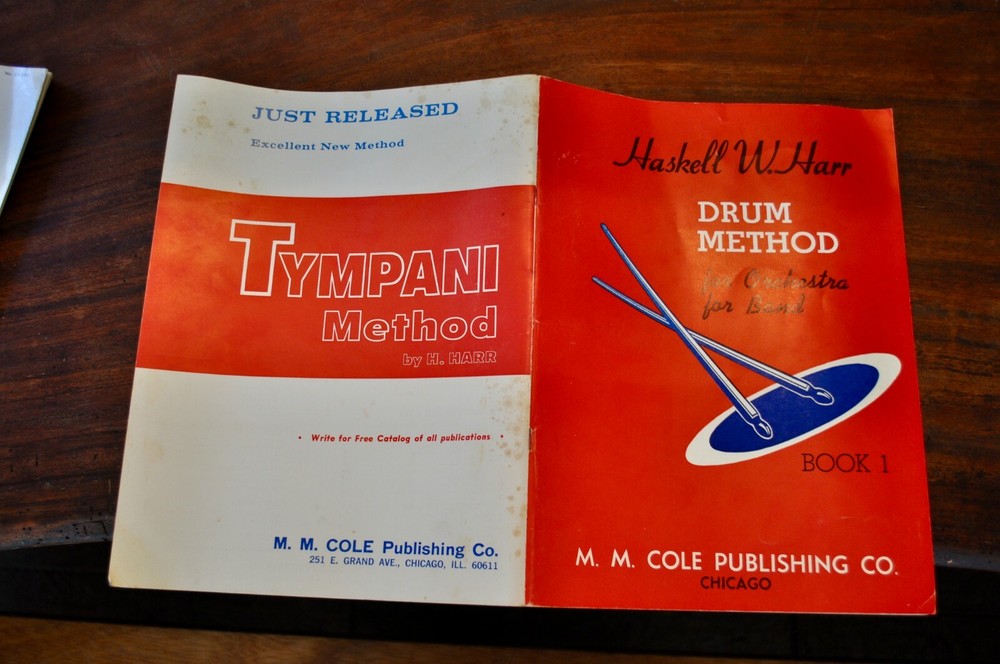 JUST RELEASED
Excellent New Method
TYMPANI
Method
by H. HARR
• Write for Free Catalog of all publications •
M. M. COLE Publishing Co.
251 E. GRAND AVE., CHICAGO, ILL. 60611
Haskell W. Harr
DRUM
METHOD
for Orchestra
for Band
BOOK 1
M. M. COLE PUBLISHING CO.
CHICAGO